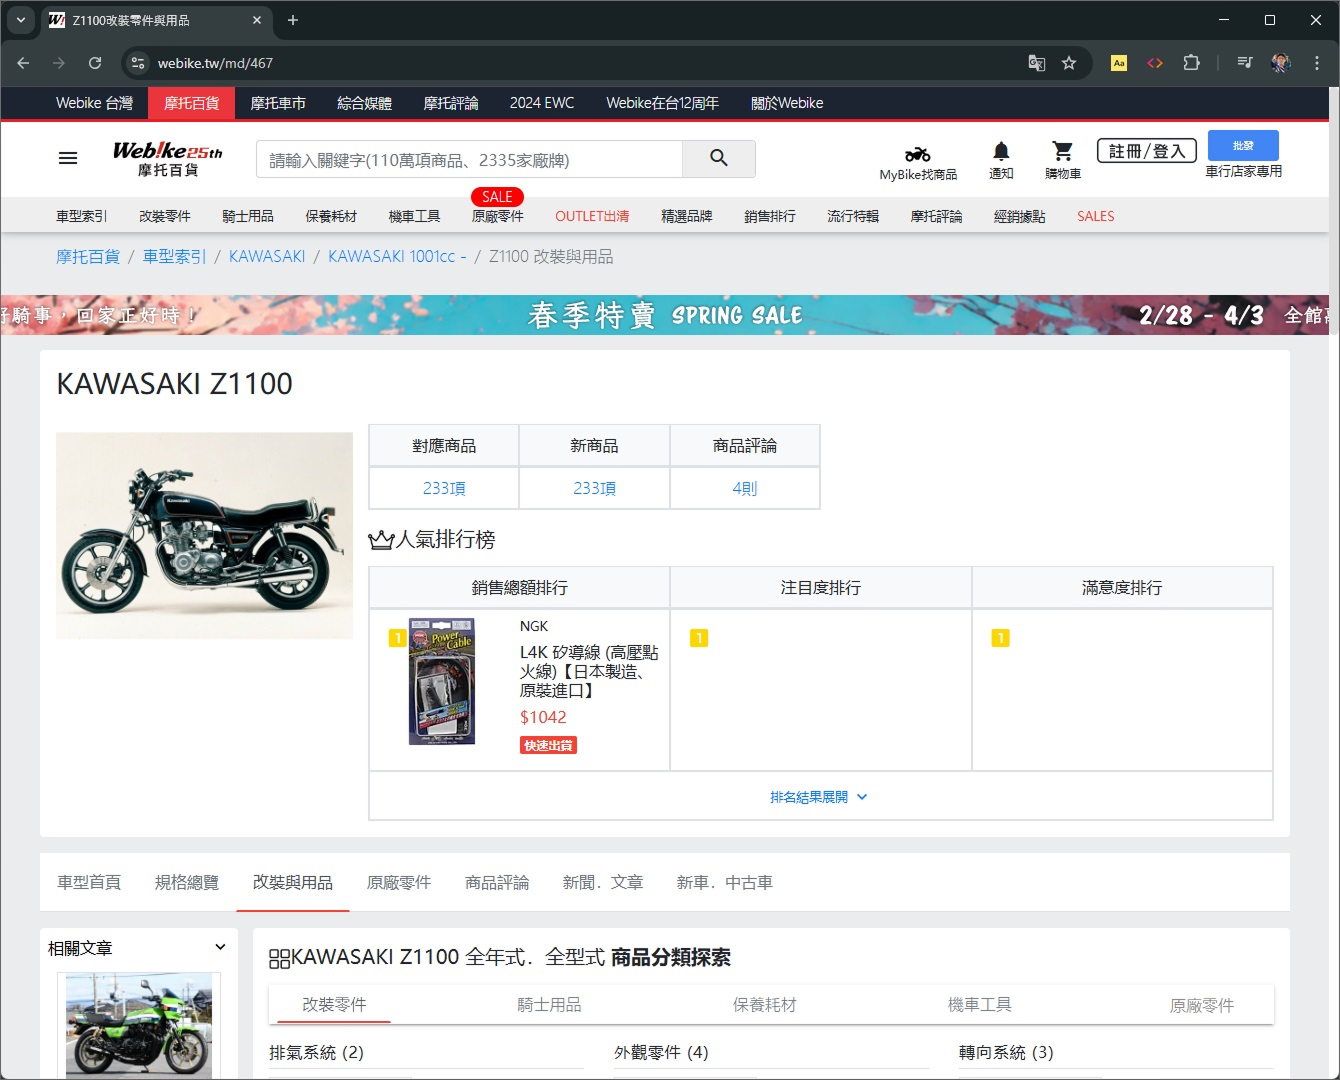 Z1100改裝零件與用品
webike.tw/md/467
Webike 台灣
摩托百貨
摩托車市
綜合媒體
摩托評論
2024 EWC
Webike在台12周年
關於Webike
Web!ke25th
摩托百貨
請輸入關鍵字(110萬項商品、2335家廠牌)
MyBike找商品
通知
購物車
註冊/登入
批發
車行店家專用
SALE
車型索引
改裝零件
騎士用品
保養耗材
機車工具
原廠零件
OUTLET出清
精選品牌
銷售排行
流行特輯
摩托評論
經銷據點
SALES
摩托百貨 / 車型索引 / KAWASAKI / KAWASAKI 1001cc - / Z1100 改裝與用品
好騎事，回家正好時！
春季特賣 SPRING SALE
2/28 - 4/3 全館
KAWASAKI Z1100
對應商品
新商品
商品評論
233項
233項
4則
人氣排行榜
銷售總額排行
注目度排行
滿意度排行
1
Power Cable
NGK
L4K 矽導線 (高壓點
火線)【日本製造、
原裝進口】
$1042
快速出貨
1
1
排名結果展開
車型首頁
規格總覽
改裝與用品
原廠零件
商品評論
新聞．文章
新車．中古車
相關文章
KAWASAKI Z1100 全年式．全型式 商品分類探索
改裝零件
騎士用品
保養耗材
機車工具
原廠零件
排氣系統 (2)
外觀零件 (4)
轉向系統 (3)